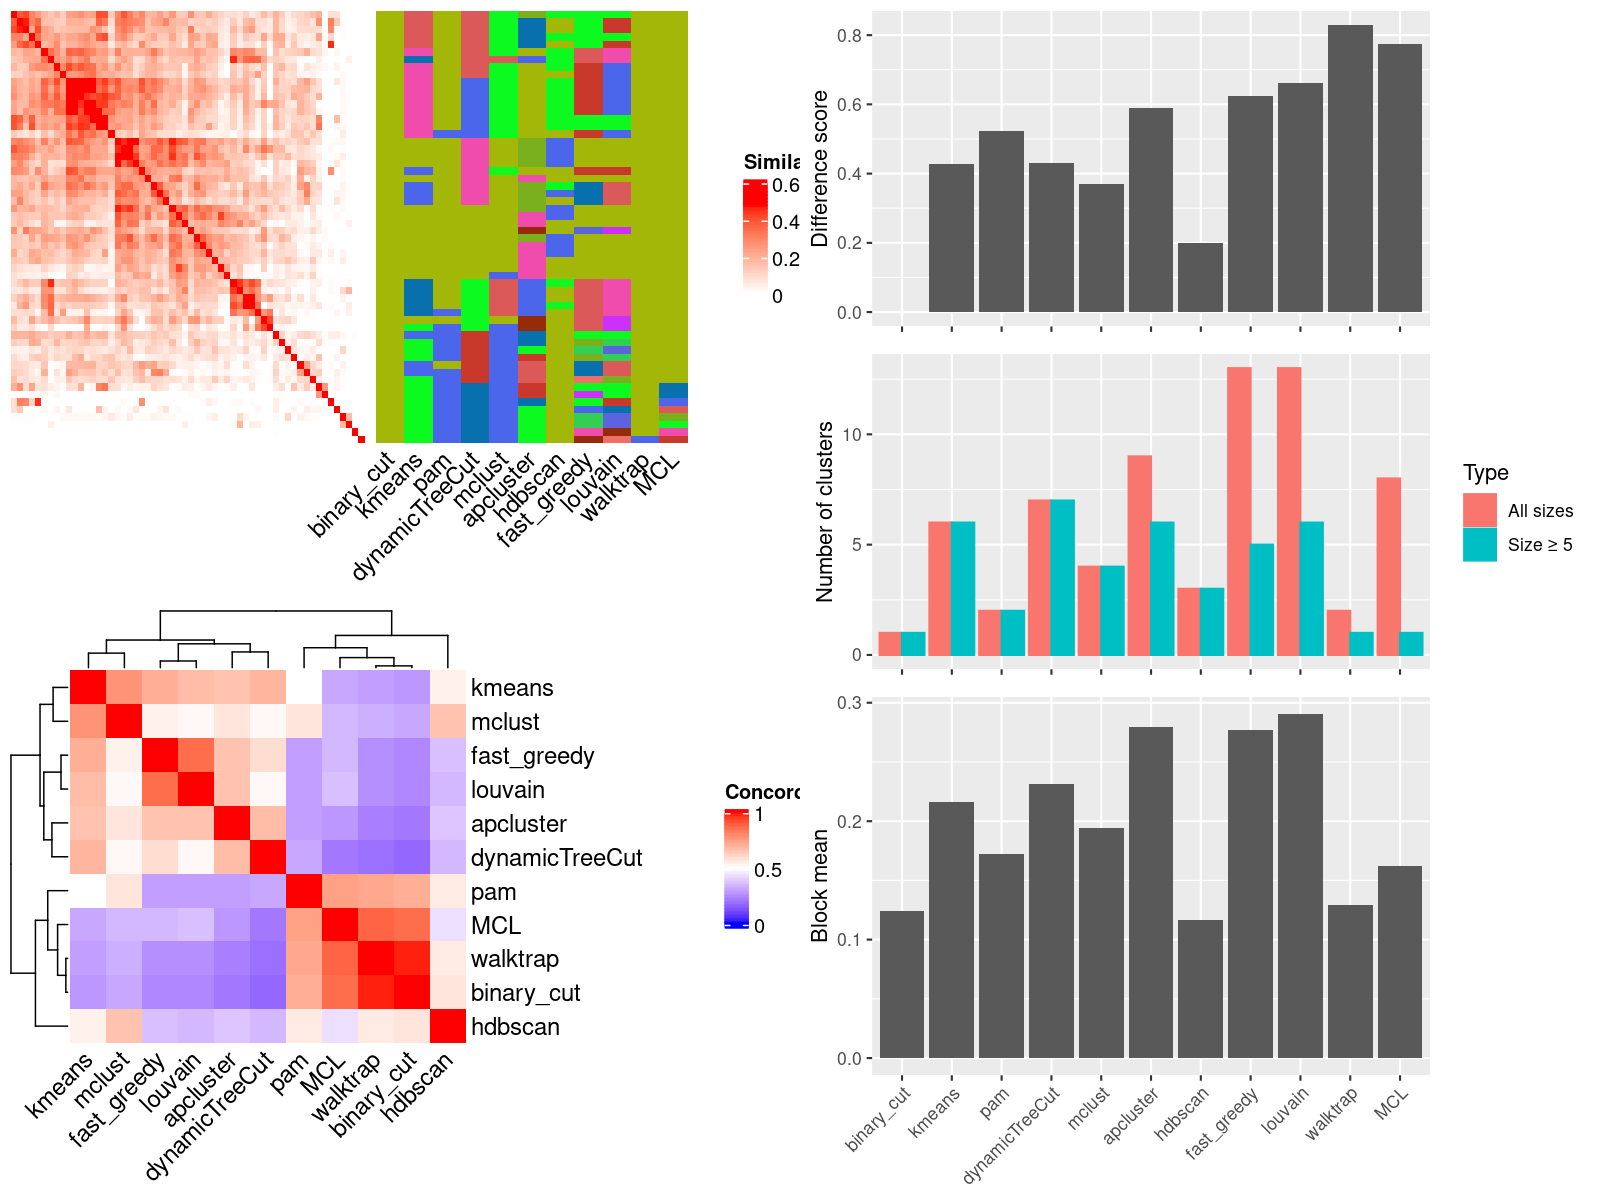 Simila
0.6
0.4
0.2
0
binary_cut
kmeans
pam
dynamicTreeCut
mclust
apcluster
hdbscan
fast_greedy
louvain
walktrap
MCL
kmeans
mclust
fast_greedy
louvain
apcluster
dynamicTreeCut
pam
MCL
walktrap
binary_cut
hdbscan
kmeans
mclust
fast_greedy
louvain
apcluster
dynamicTreeCut
pam
MCL
walktrap
binary_cut
hdbscan
Concord
1
0.5
0
Difference score
0.8
0.6
0.4
0.2
0.0
Number of clusters
10
5
0
Type
All sizes
Size ≥ 5
Block mean
0.3
0.2
0.1
0.0
binary_cut
kmeans
pam
dynamicTreeCut
mclust
apcluster
hdbscan
fast_greedy
louvain
walktrap
MCL